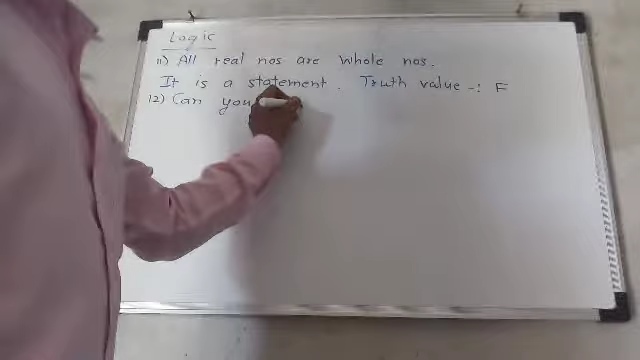 Logic
11) All real nos are whole nos.
It is a statement. Truth value -: F
12) Can you